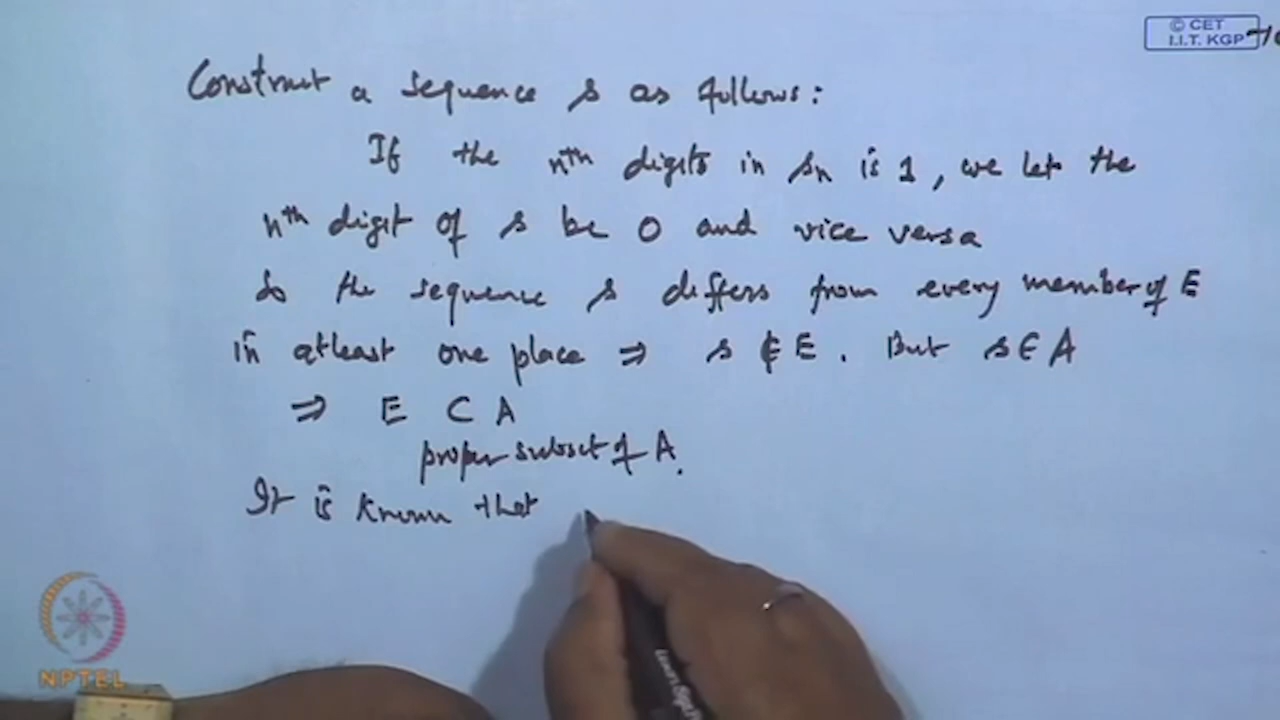 © CET
I.I.T. KGP
Construct a sequence s as follows:
If the nth digits in sn is 1, we let the
nth digit of s be 0 and vice versa
So the sequence s differs from every member of E
in atleast one place ⇒ s ∉ E. But s ∈ A
⇒ E ⊂ A
proper subset of A.
It is known that
NPTEL